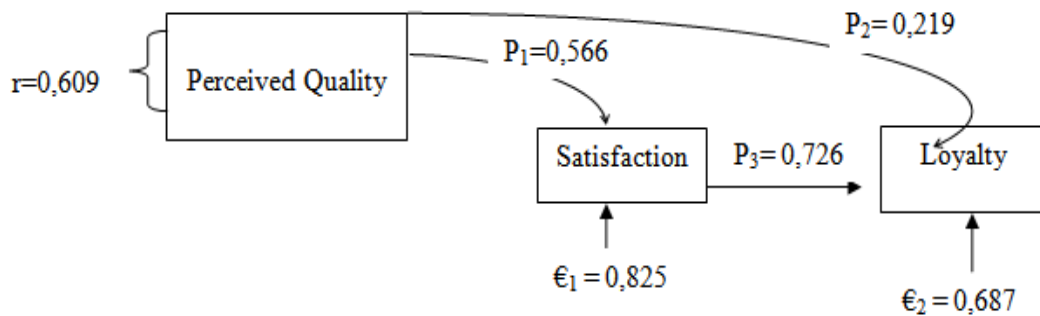 P₂=0,219
P₁=0,566
r=0,609
Perceived Quality
Satisfaction
P₃= 0,726
Loyalty
€₁ = 0,825
€₂ = 0,687